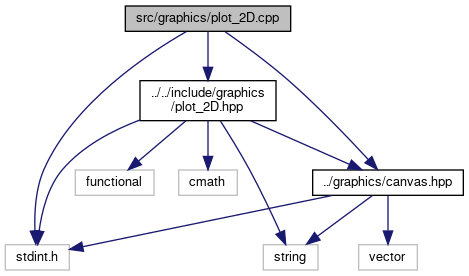 src/graphics/plot_2D.cpp
../../include/graphics
/plot_2D.hpp
functional
cmath
../graphics/canvas.hpp
stdint.h
string
vector